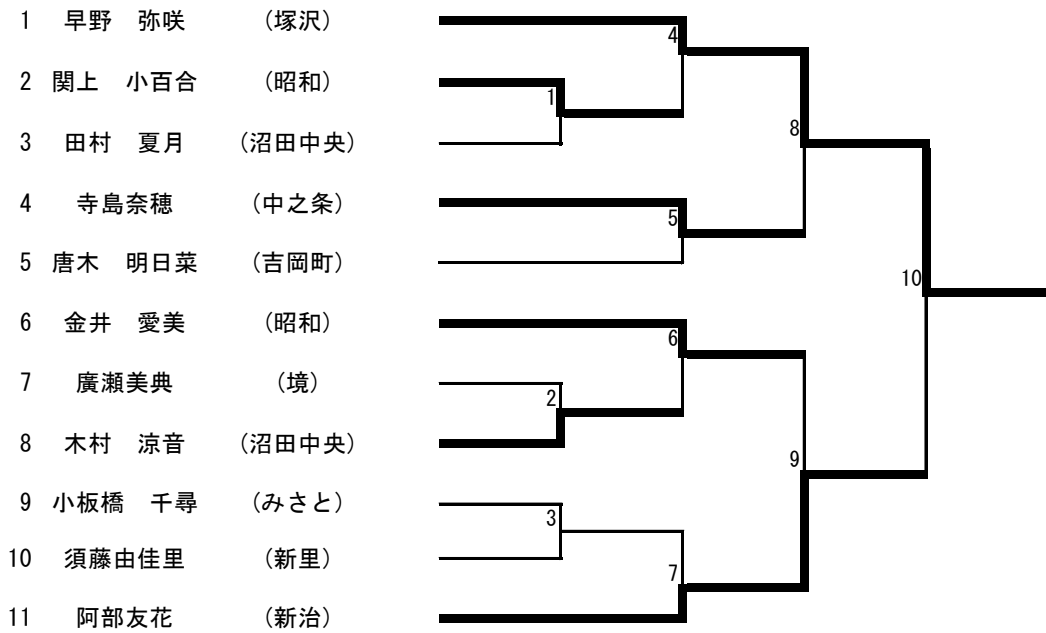 1 早野　弥咲 （塚沢）
4
2 関上　小百合 （昭和）
1
8
3 田村　夏月 （沼田中央）
4 寺島奈穂 （中之条）
5
5 唐木　明日菜 （吉岡町）
10
6 金井　愛美 （昭和）
6
7 廣瀬美典 （境）
2
8 木村　涼音 （沼田中央）
9
9 小板橋　千尋 （みさと）
3
10 須藤由佳里 （新里）
7
11 阿部友花 （新治）